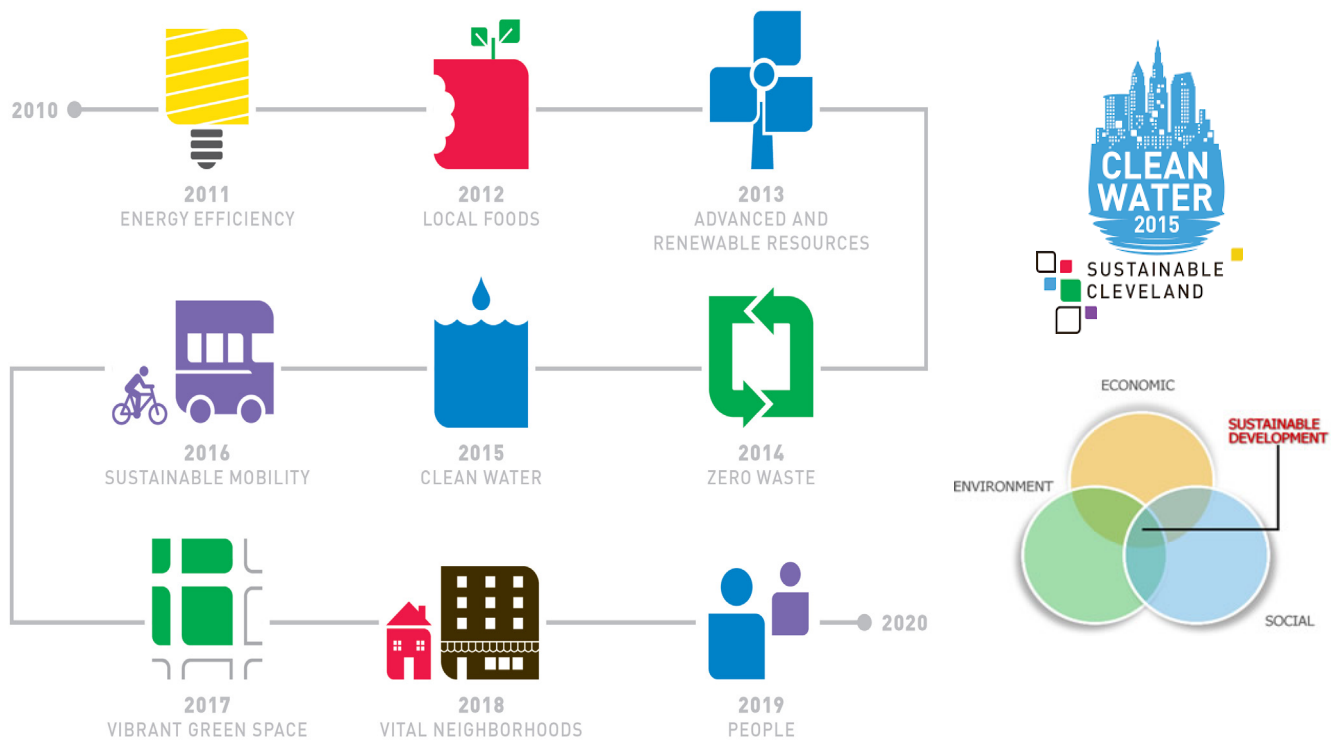 2010
2011
ENERGY EFFICIENCY
2012
LOCAL FOODS
2013
ADVANCED AND
RENEWABLE RESOURCES
2016
SUSTAINABLE MOBILITY
2015
CLEAN WATER
2014
ZERO WASTE
2017
VIBRANT GREEN SPACE
2018
VITAL NEIGHBORHOODS
2019
PEOPLE
2020
CLEAN
WATER
2015
SUSTAINABLE
CLEVELAND
ECONOMIC
SUSTAINABLE
DEVELOPMENT
ENVIRONMENT
SOCIAL